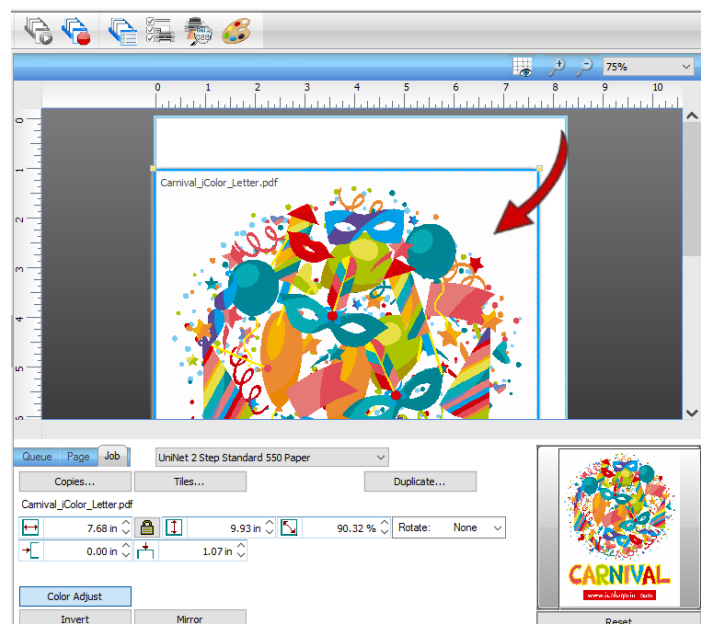 75%
0 1 2 3 4 5 6 7 8 9 10
0
1
2
3
4
5
6
Carnival_iColor_Letter.pdf
Queue Page Job UniNet 2 Step Standard 550 Paper
Copies... Tiles... Duplicate...
Carnival_iColor_Letter.pdf
7.68 in 9.93 in 90.32 % Rotate: None
0.00 in 1.07 in
CARNIVAL
Color Adjust
Invert Mirror Reset